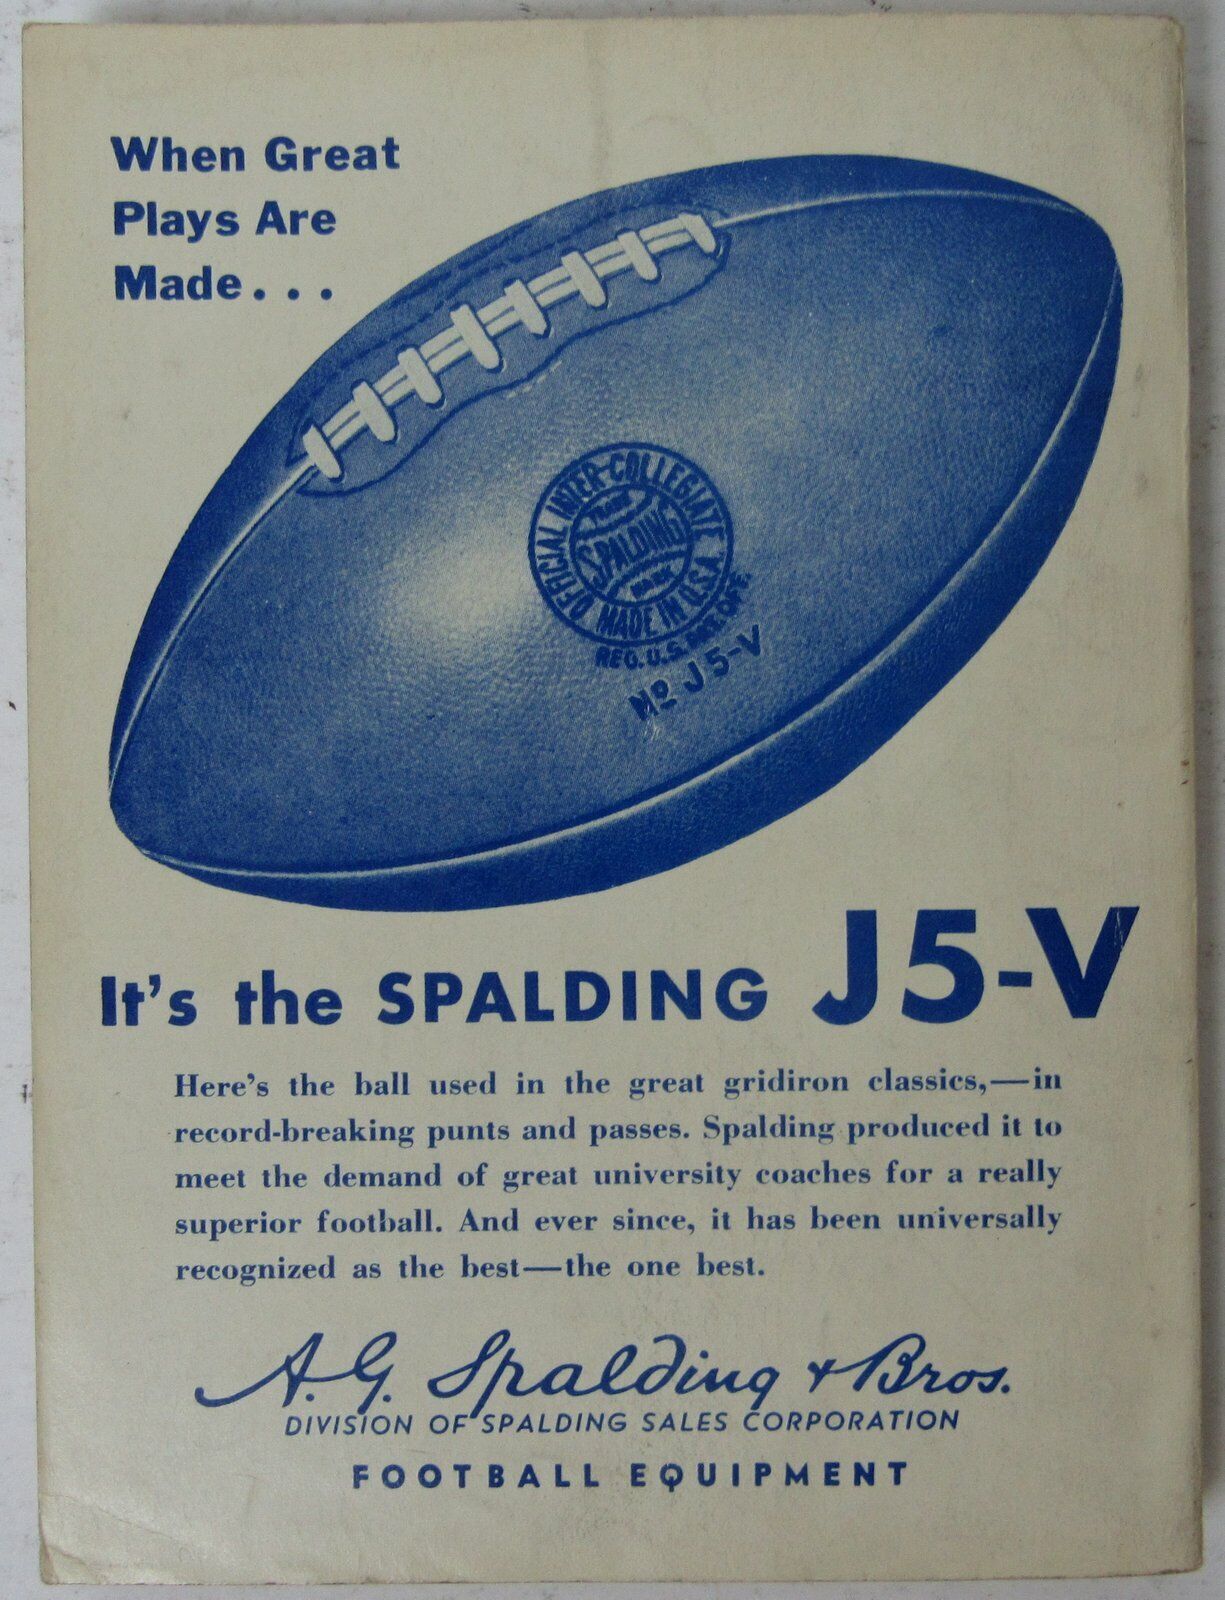 When Great
Plays Are
Made...
OFFICIAL INTER-COLLEGIATE
TRADE
SPALDING
MARK
MADE IN U.S.A.
REG. U.S. PAT. OFF.
No J5-V
It's the SPALDING J5-V
Here's the ball used in the great gridiron classics,—in
record-breaking punts and passes. Spalding produced it to
meet the demand of great university coaches for a really
superior football. And ever since, it has been universally
recognized as the best—the one best.
A.G. Spalding & Bros.
DIVISION OF SPALDING SALES CORPORATION
FOOTBALL EQUIPMENT